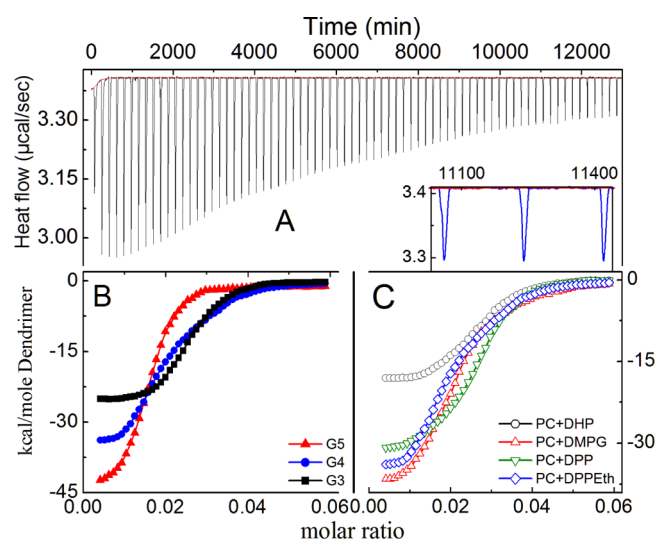 Time (min)
0 2000 4000 6000 8000 10000 12000
Heat flow (µcal/sec)
3.30
3.15
3.00
A
11100 11400
3.4
3.3
B
0
-15
-30
-45
kcal/mole Dendrimer
G5
G4
G3
0.00 0.02 0.04 0.06
C
0
-15
-30
PC+DHP
PC+DMPG
PC+DPP
PC+DPPEth
0.00 0.02 0.04 0.06
molar ratio